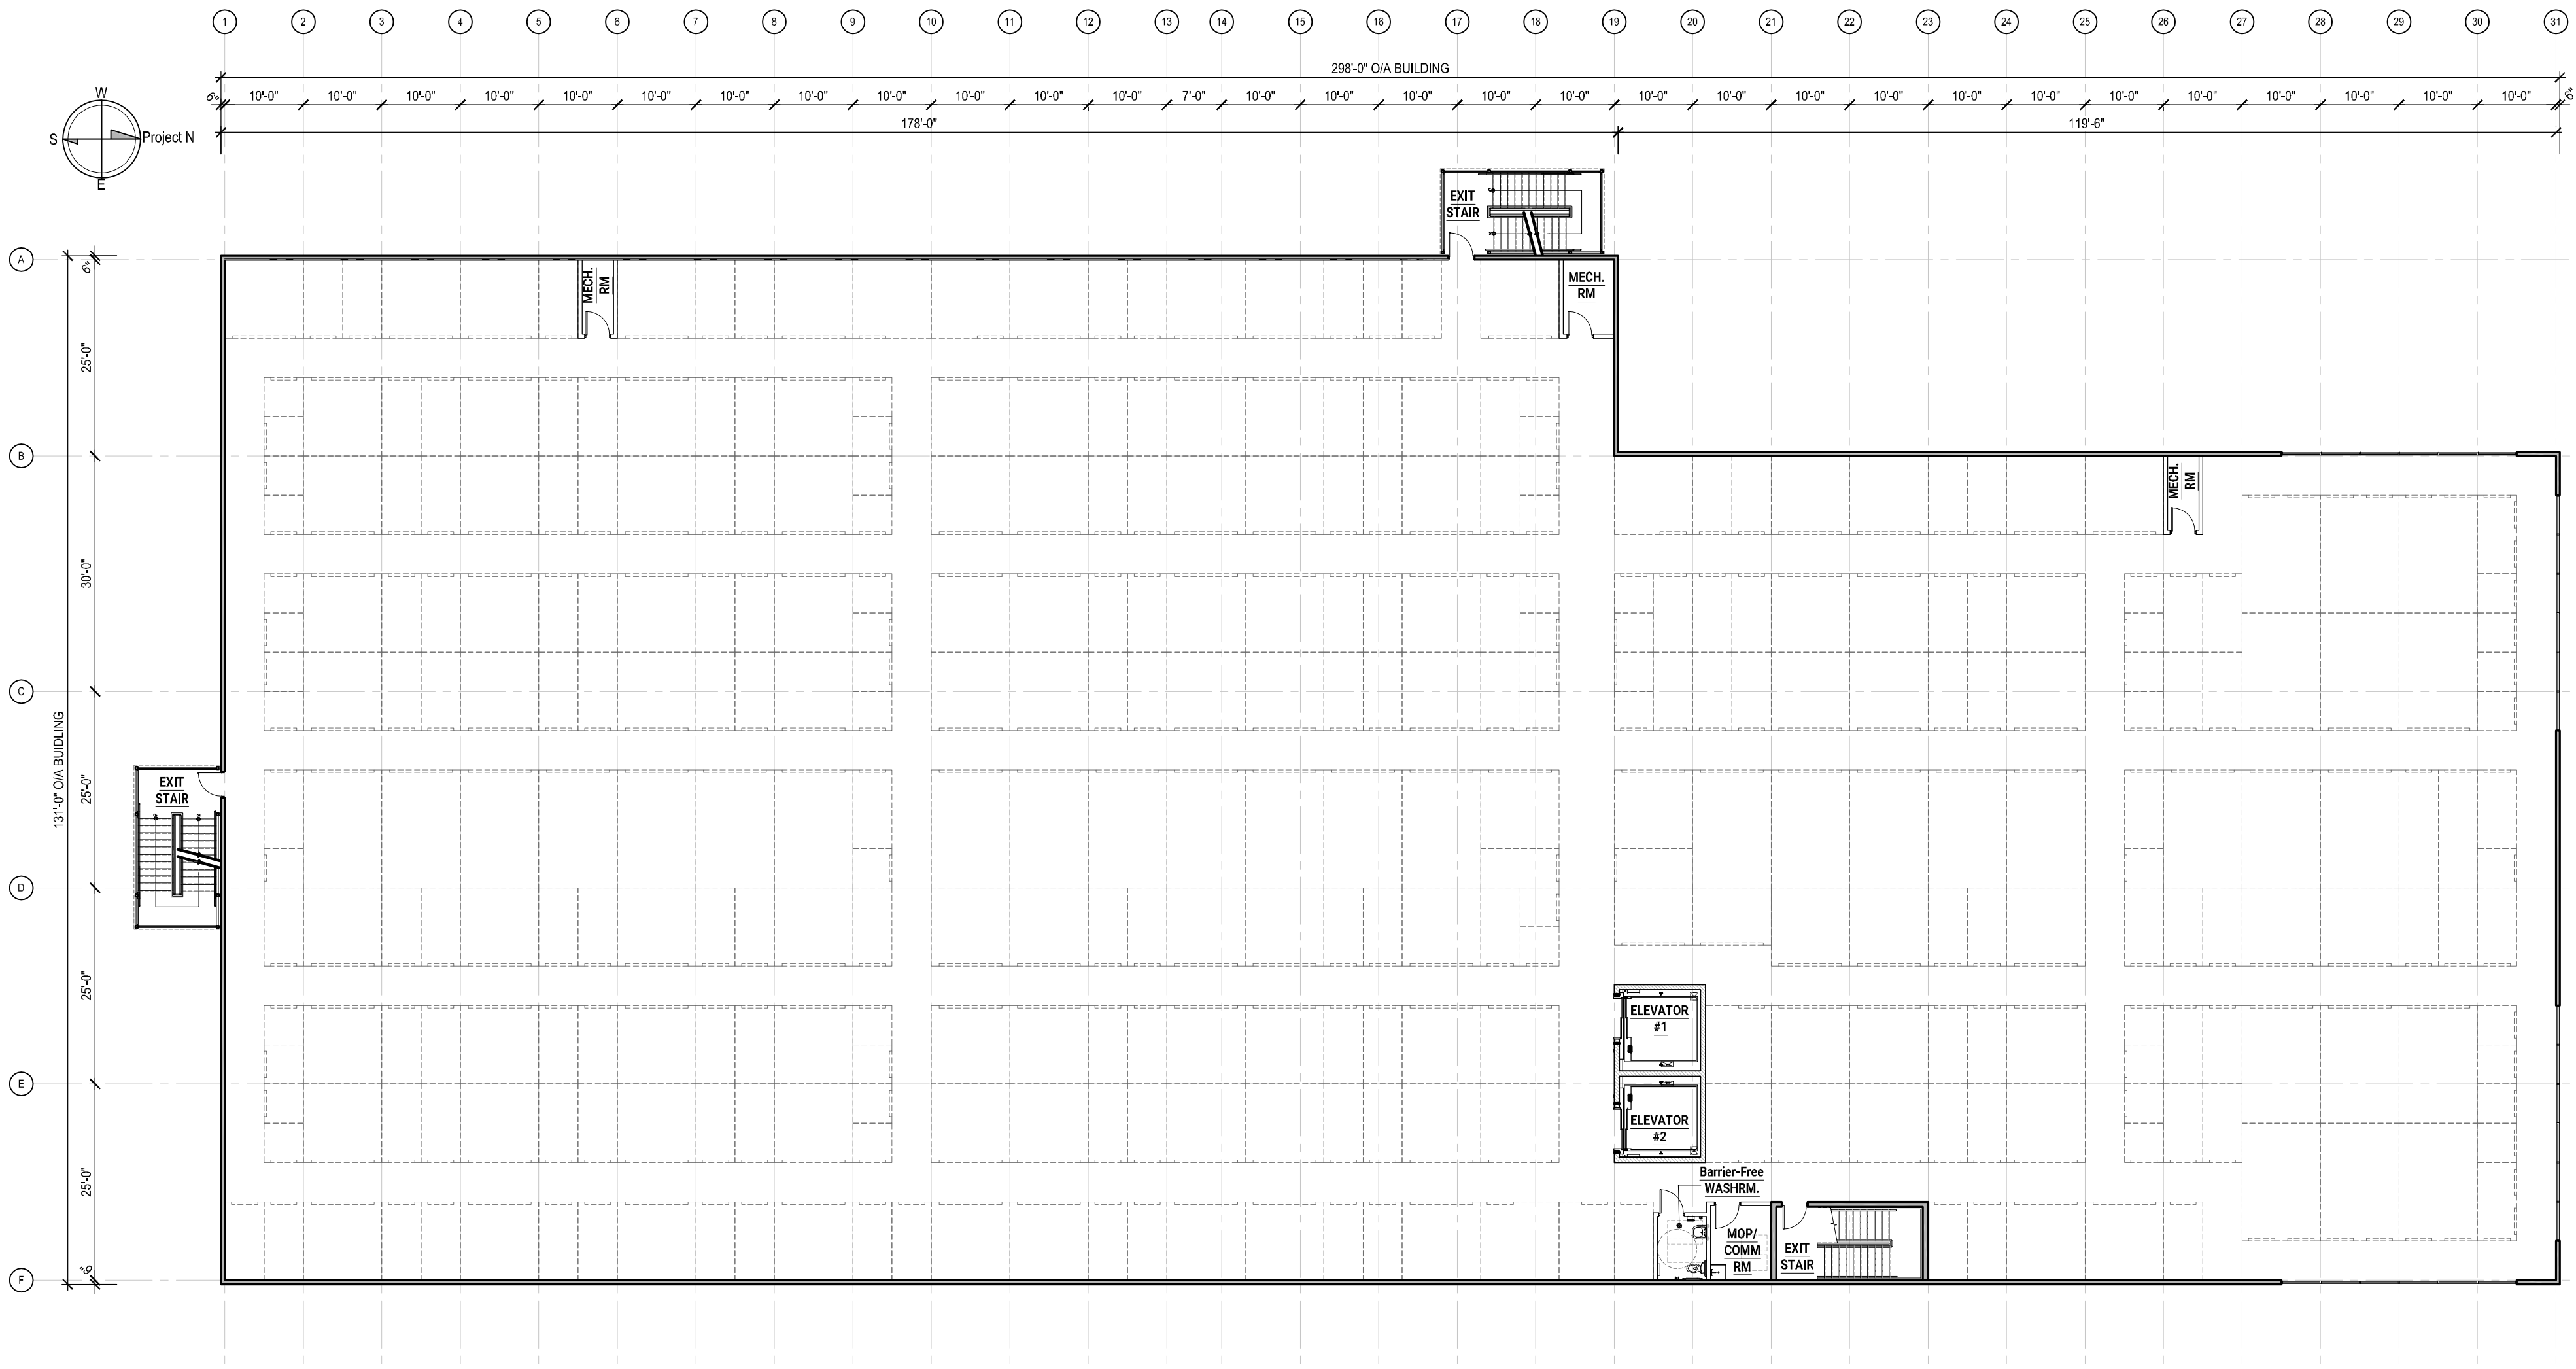 1 2 3 4 5 6 7 8 9 10 11 12 13 14 15 16 17 18 19 20 21 22 23 24 25 26 27 28 29 30 31
298'-0" O/A BUILDING
6" 10'-0" 10'-0" 10'-0" 10'-0" 10'-0" 10'-0" 10'-0" 10'-0" 10'-0" 10'-0" 10'-0" 10'-0" 7'-0" 10'-0" 10'-0" 10'-0" 10'-0" 10'-0" 10'-0" 10'-0" 10'-0" 10'-0" 10'-0" 10'-0" 10'-0" 10'-0" 10'-0" 10'-0" 10'-0" 6"
178'-0" 119'-6"
W
S Project N
E
EXIT
STAIR
A
6"
MECH.
RM
MECH.
RM
25'-0"
B
MECH.
RM
30'-0"
C
131'-0" O/A BUIDLING
EXIT
STAIR
25'-0"
D
25'-0"
ELEVATOR
#1
E
ELEVATOR
#2
25'-0"
Barrier-Free
WASHRM.
MOP/
COMM
RM
EXIT
STAIR
6"
F